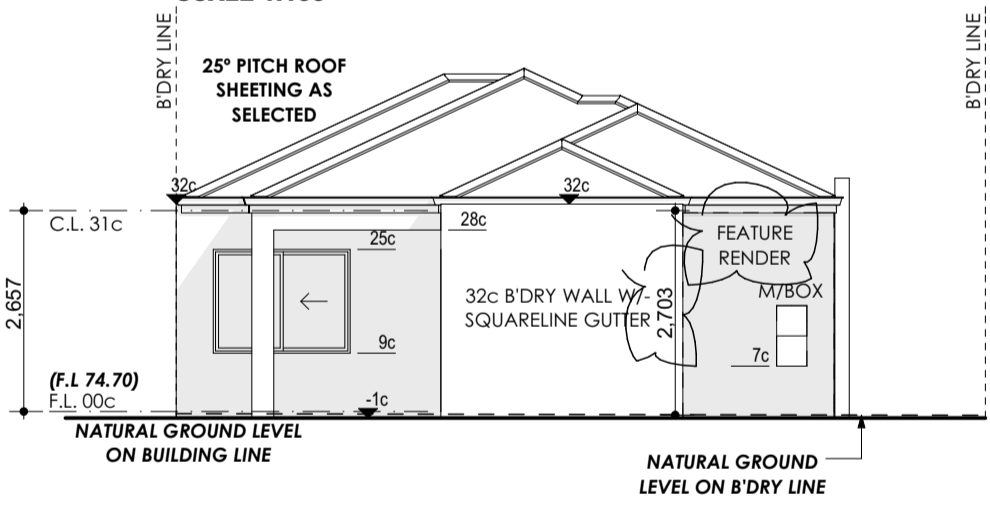 B'DRY LINE
B'DRY LINE
25° PITCH ROOF
SHEETING AS
SELECTED
32c
32c
C.L. 31c
28c
25c
FEATURE
RENDER
M/BOX
32c B'DRY WALL W/-
SQUARELINE GUTTER
2,657
2,703
9c
7c
(F.L 74.70)
F.L. 00c
-1c
NATURAL GROUND LEVEL
ON BUILDING LINE
NATURAL GROUND
LEVEL ON B'DRY LINE